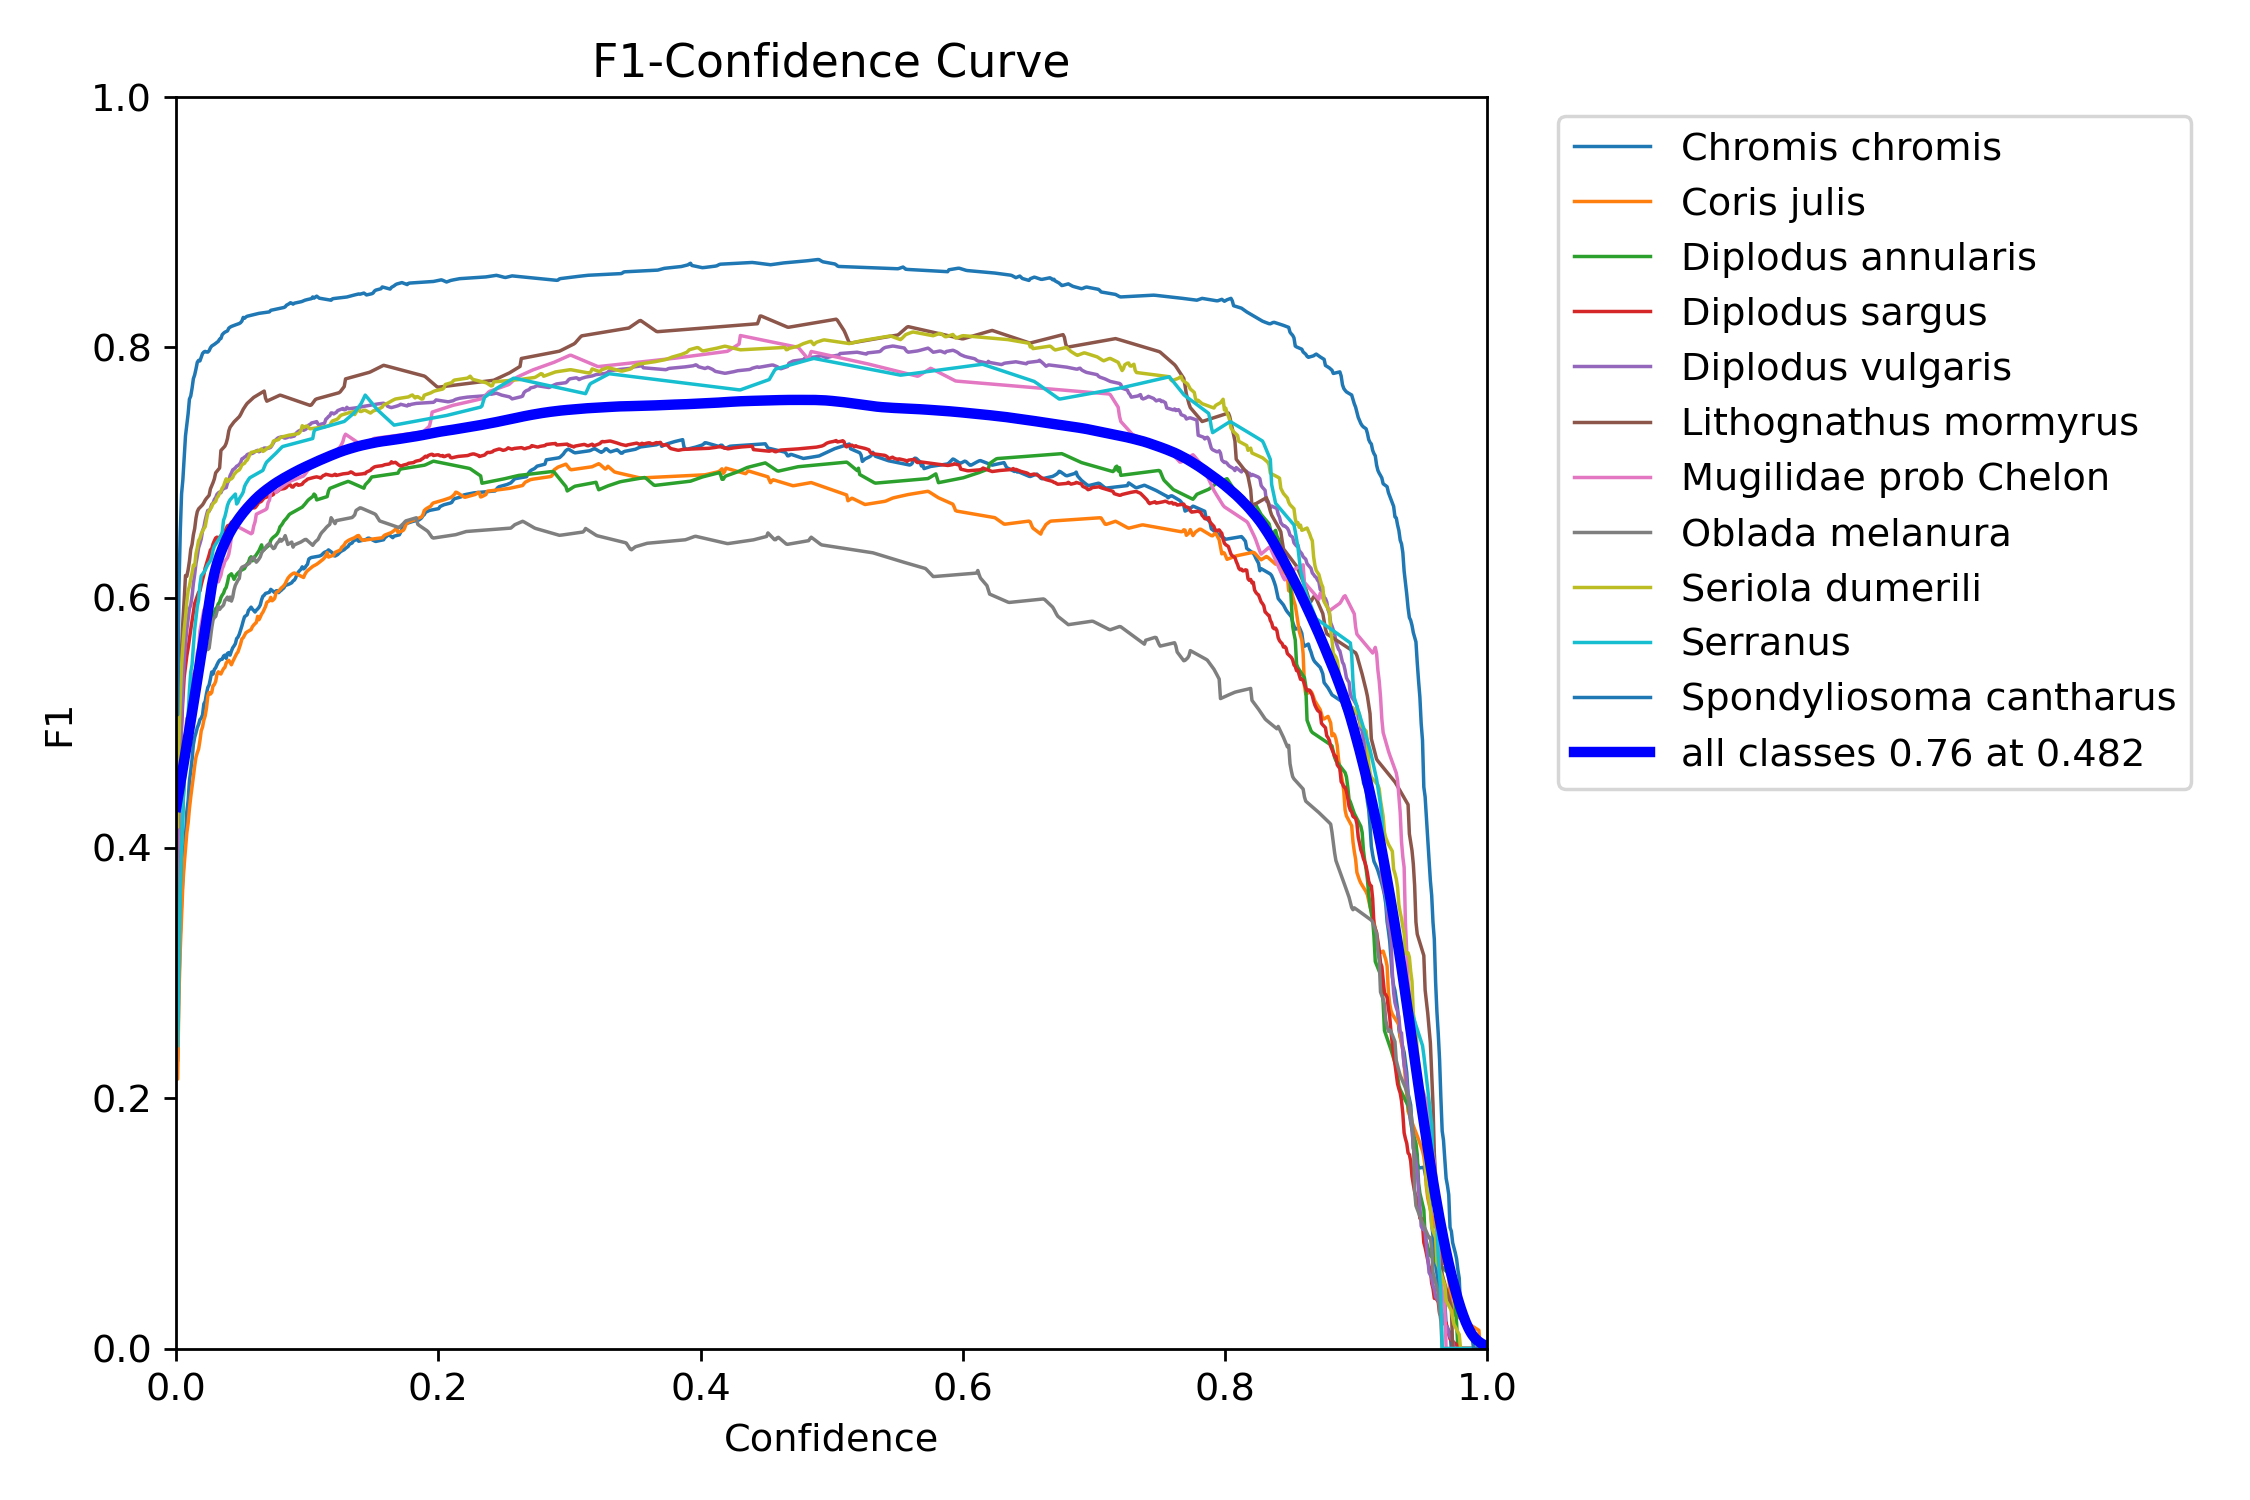 F1-Confidence Curve
1.0
0.8
0.6
0.4
0.2
0.0
F1
0.0 0.2 0.4 0.6 0.8 1.0
Confidence
Chromis chromis
Coris julis
Diplodus annularis
Diplodus sargus
Diplodus vulgaris
Lithognathus mormyrus
Mugilidae prob Chelon
Oblada melanura
Seriola dumerili
Serranus
Spondyliosoma cantharus
all classes 0.76 at 0.482